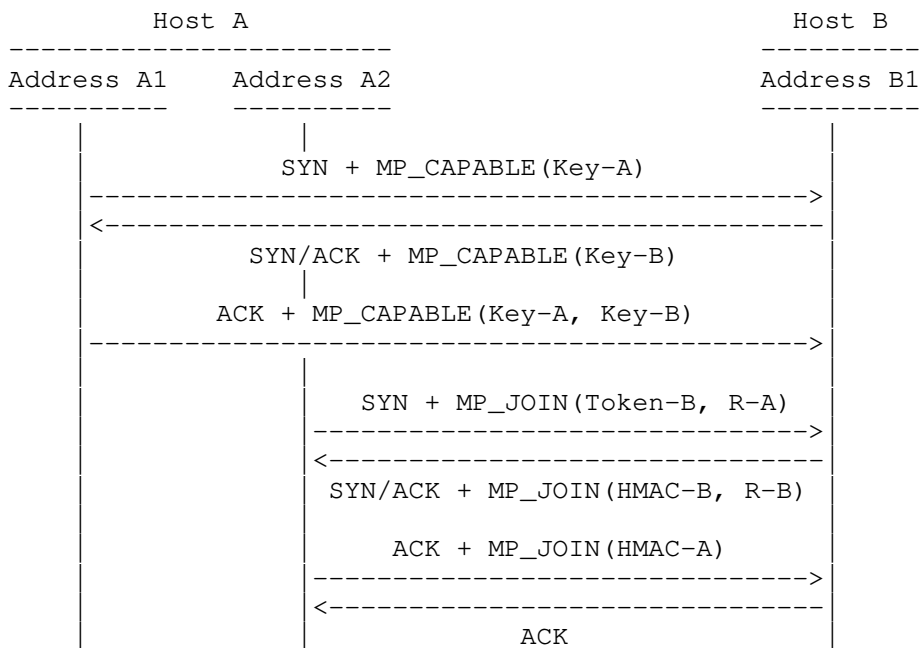 Host A Host B
Address A1 Address A2 Address B1
SYN + MP_CAPABLE(Key-A)
SYN/ACK + MP_CAPABLE(Key-B)
ACK + MP_CAPABLE(Key-A, Key-B)
SYN + MP_JOIN(Token-B, R-A)
SYN/ACK + MP_JOIN(HMAC-B, R-B)
ACK + MP_JOIN(HMAC-A)
ACK